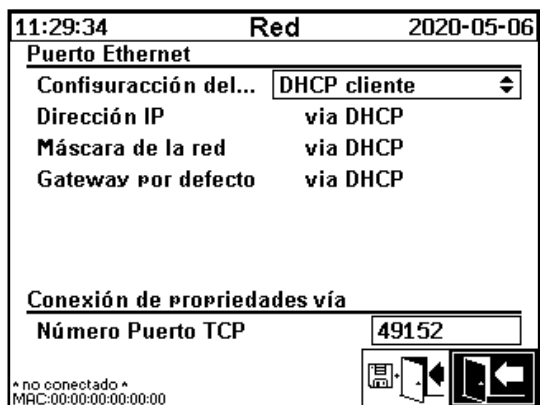 11:29:34 Red 2020-05-06
Puerto Ethernet
Configuracción del... DHCP cliente
Dirección IP via DHCP
Máscara de la red via DHCP
Gateway por defecto via DHCP
Conexión de propriedades vía
Número Puerto TCP 49152
* no conectado *
MAC:00:00:00:00:00:00